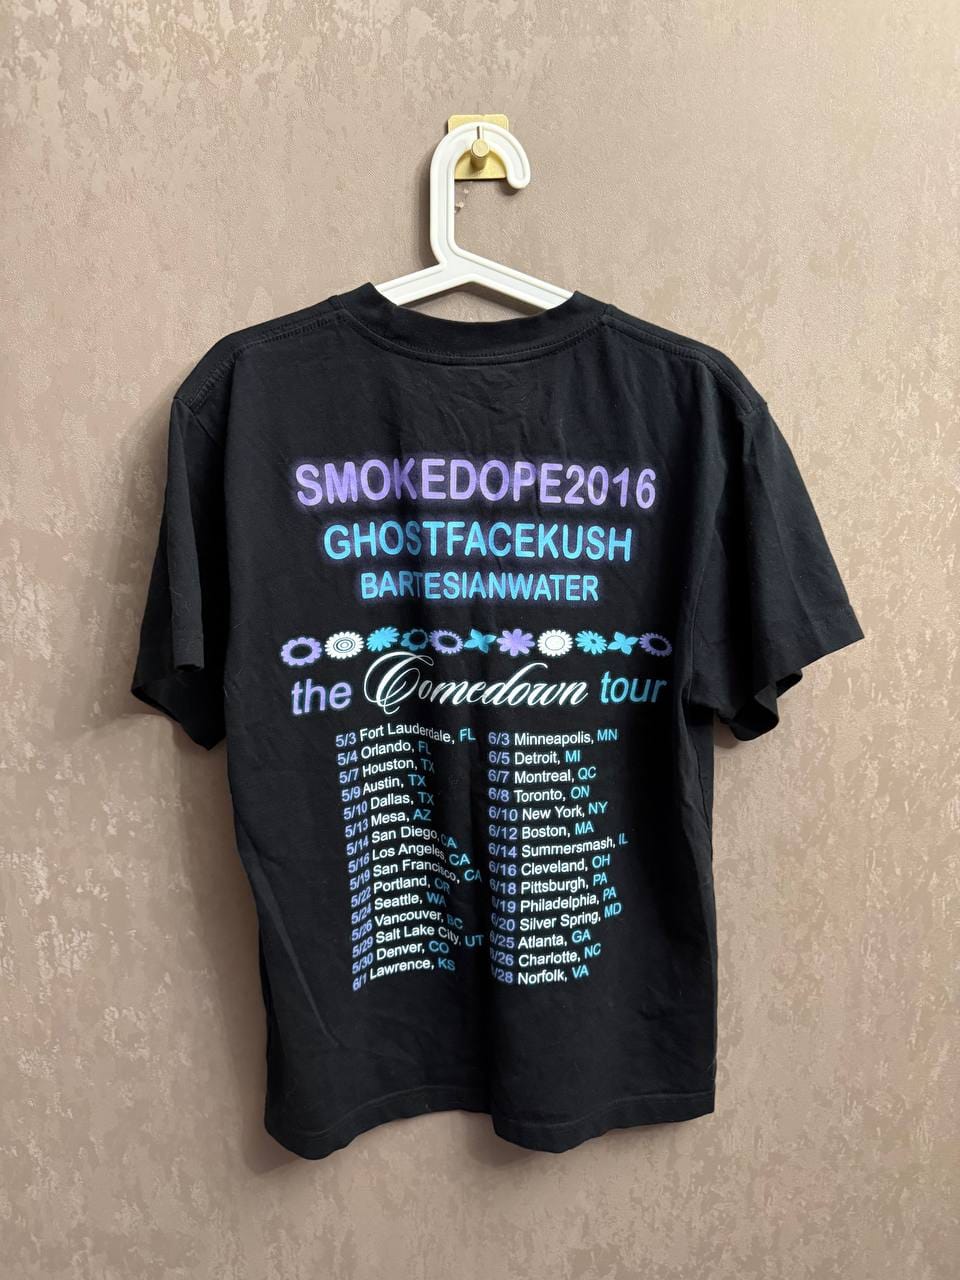 SMOKEDOPE2016
GHOSTFACEKUSH
BARTESIANWATER
the Comedown tour
5/3 Fort Lauderdale, FL
5/4 Orlando, FL
5/7 Houston, TX
5/9 Austin, TX
5/10 Dallas, TX
5/13 Mesa, AZ
5/14 San Diego, CA
5/16 Los Angeles, CA
5/19 San Francisco, CA
5/22 Portland, OR
5/24 Seattle, WA
5/26 Vancouver, BC
5/29 Salt Lake City, UT
5/30 Denver, CO
6/1 Lawrence, KS
6/3 Minneapolis, MN
6/5 Detroit, MI
6/7 Montreal, QC
6/8 Toronto, ON
6/10 New York, NY
6/12 Boston, MA
6/14 Summersmash, IL
6/16 Cleveland, OH
6/18 Pittsburgh, PA
6/19 Philadelphia, PA
6/20 Silver Spring, MD
6/25 Atlanta, GA
6/26 Charlotte, NC
6/28 Norfolk, VA